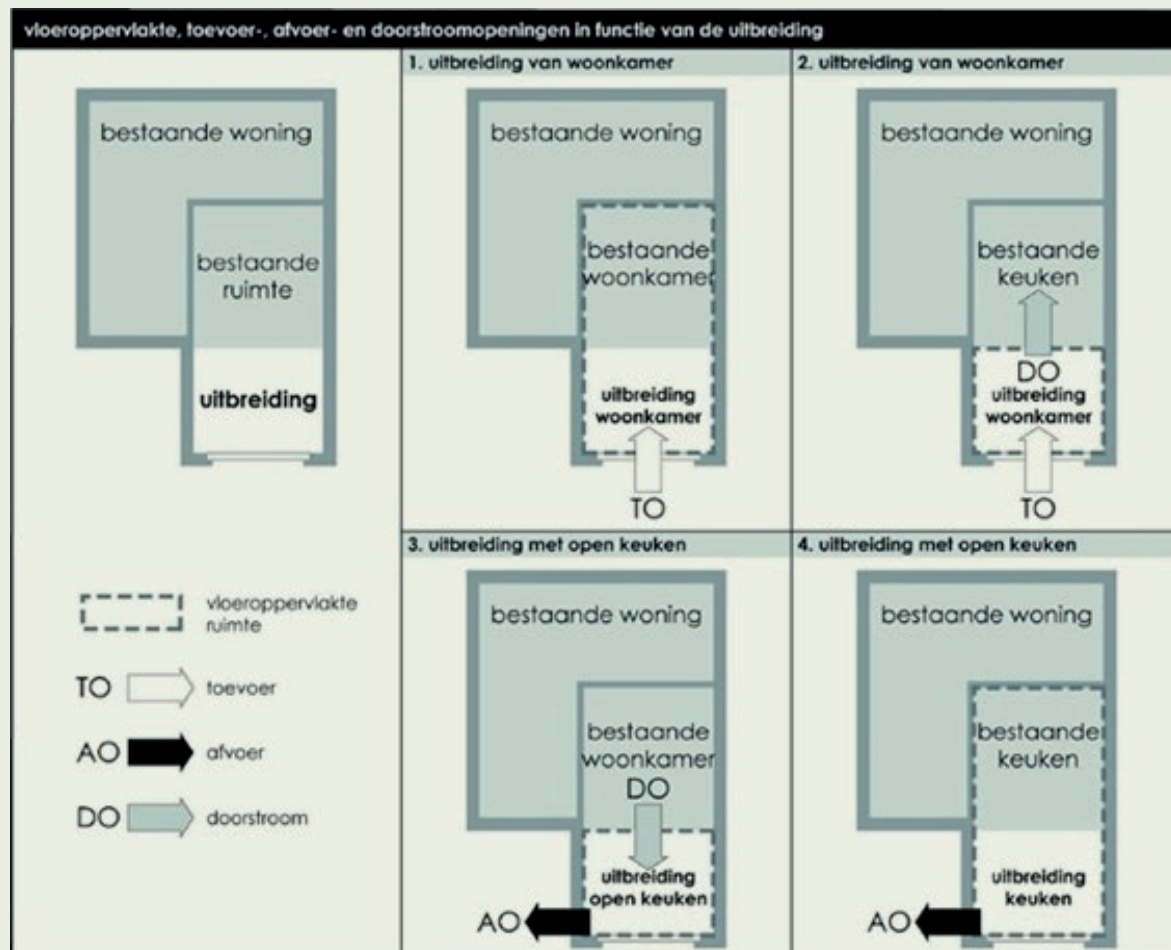 vloeroppervlakte, toevoer-, afvoer- en doorstroomopeningen in functie van de uitbreiding
bestaande woning
bestaande
ruimte
uitbreiding
vloeroppervlakte
ruimte
TO toevoer
AO afvoer
DO doorstroom
1. uitbreiding van woonkamer
bestaande woning
bestaande
woonkamer
uitbreiding
woonkamer
TO
2. uitbreiding van woonkamer
bestaande woning
bestaande
keuken
DO
uitbreiding
woonkamer
TO
3. uitbreiding met open keuken
bestaande woning
bestaande
woonkamer
DO
uitbreiding
open keuken
AO
4. uitbreiding met open keuken
bestaande woning
bestaande
keuken
uitbreiding
keuken
AO